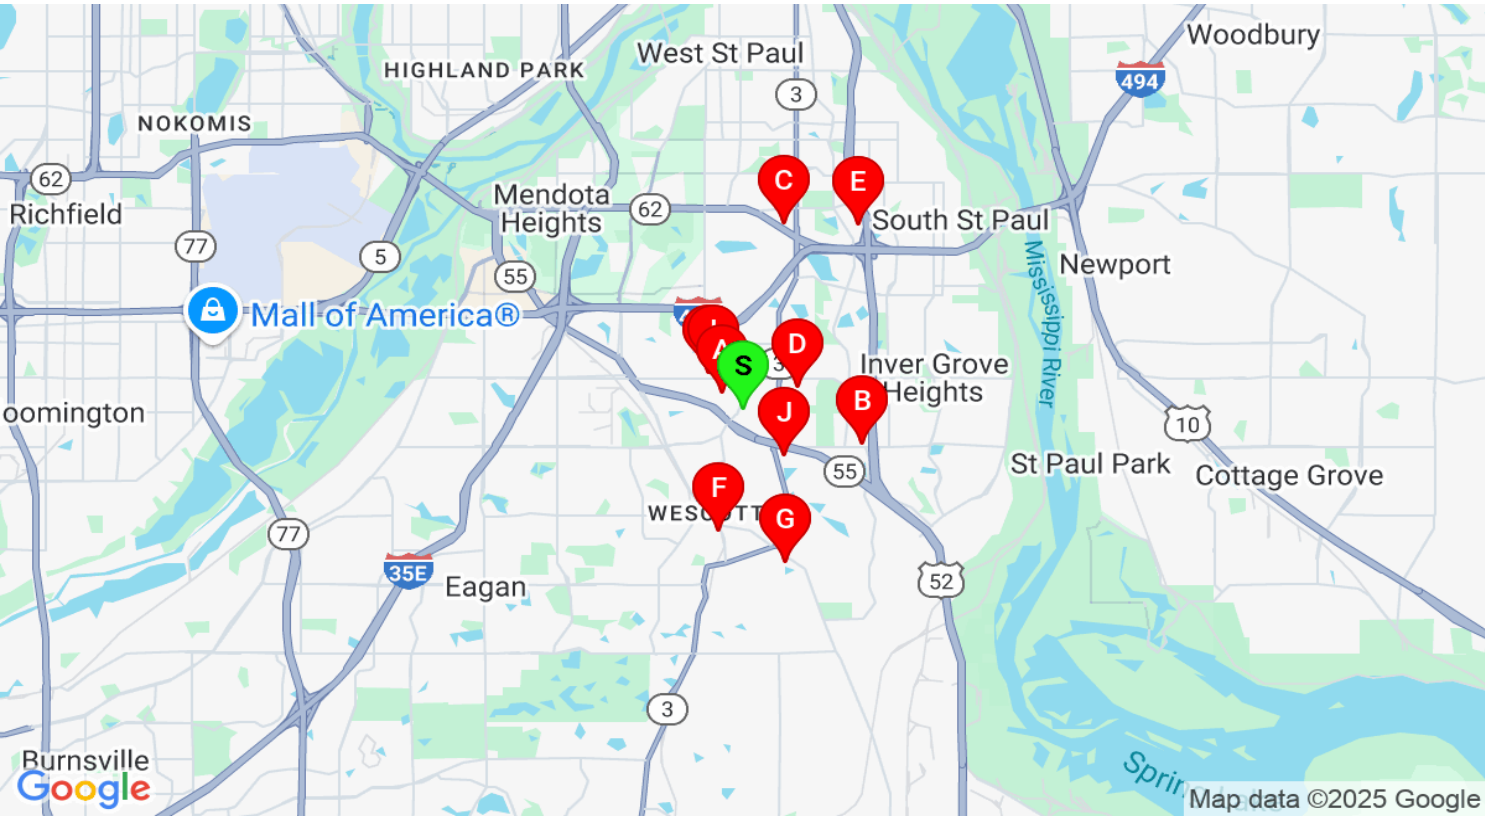 Woodbury
West St Paul
HIGHLAND PARK
494
3
NOKOMIS
62
C
E
Mendota
Heights
62
Richfield
South St Paul
77
5
55
Newport
Mississippi River
Mall of America®
A
S
D
3
Inver Grove
Heights
B
J
oomington
10
St Paul Park
55
Cottage Grove
F
WESCOTT
G
77
35E
Eagan
52
3
Burnsville
Google
Map data ©2025 Google